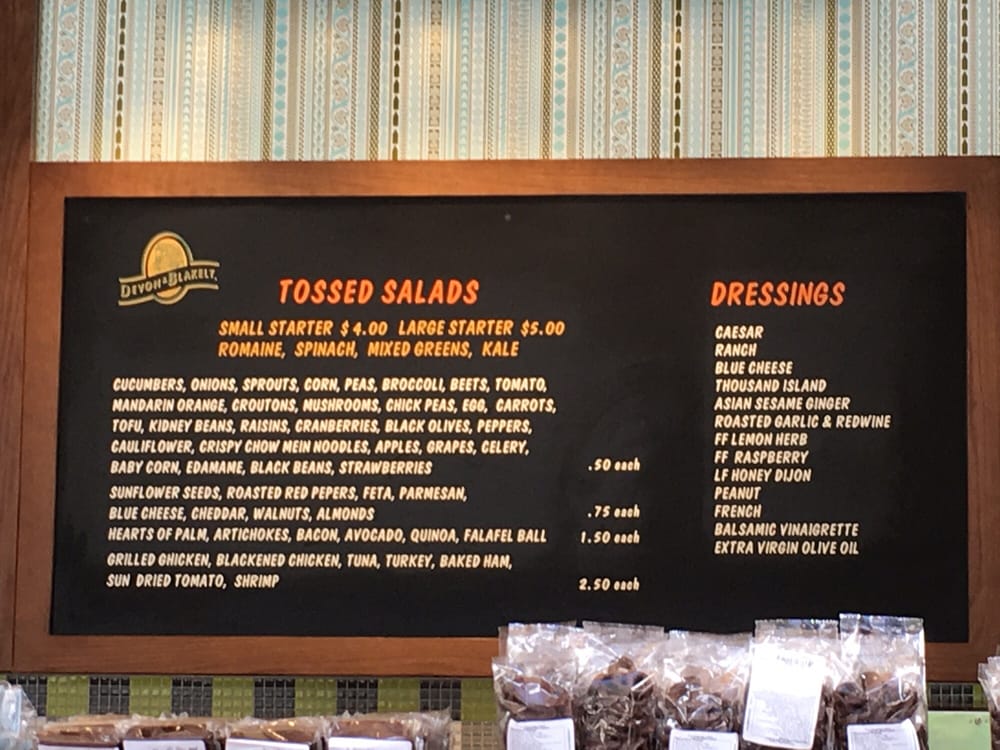 DEVON & BLAKELY
TOSSED SALADS
SMALL STARTER $4.00 LARGE STARTER $5.00
ROMAINE, SPINACH, MIXED GREENS, KALE
CUCUMBERS, ONIONS, SPROUTS, CORN, PEAS, BROCCOLI, BEETS, TOMATO,
MANDARIN ORANGE, CROUTONS, MUSHROOMS, CHICK PEAS, EGG, CARROTS,
TOFU, KIDNEY BEANS, RAISINS, CRANBERRIES, BLACK OLIVES, PEPPERS,
CAULIFLOWER, CRISPY CHOW MEIN NOODLES, APPLES, GRAPES, CELERY,
BABY CORN, EDAMAME, BLACK BEANS, STRAWBERRIES .50 each
SUNFLOWER SEEDS, ROASTED RED PEPERS, FETA, PARMESAN,
BLUE CHEESE, CHEDDAR, WALNUTS, ALMONDS .75 each
HEARTS OF PALM, ARTICHOKES, BACON, AVOCADO, QUINOA, FALAFEL BALL 1.50 each
GRILLED GHICKEN, BLACKENED CHICKEN, TUNA, TURKEY, BAKED HAM,
SUN DRIED TOMATO, SHRIMP 2.50 each
DRESSINGS
CAESAR
RANCH
BLUE CHEESE
THOUSAND ISLAND
ASIAN SESAME GINGER
ROASTED GARLIC & REDWINE
FF LEMON HERB
FF RASPBERRY
LF HONEY DIJON
PEANUT
FRENCH
BALSAMIC VINAIGRETTE
EXTRA VIRGIN OLIVE OIL